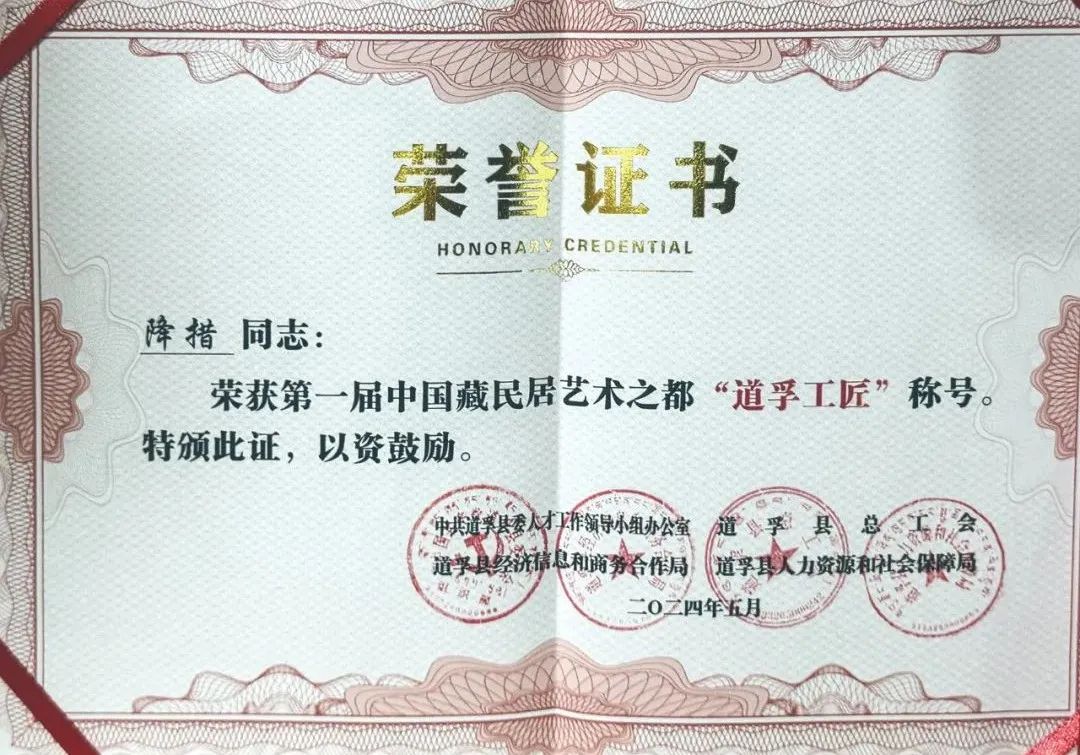 荣誉证书
HONORARY CREDENTIAL
降措 同志：
荣获第一届中国藏民居艺术之都“道孚工匠”称号。
特颁此证，以资鼓励。
中共道孚县委人才工作领导小组办公室 道孚县总工会
道孚县经济信息和商务合作局 道孚县人力资源和社会保障局
二〇二四年五月